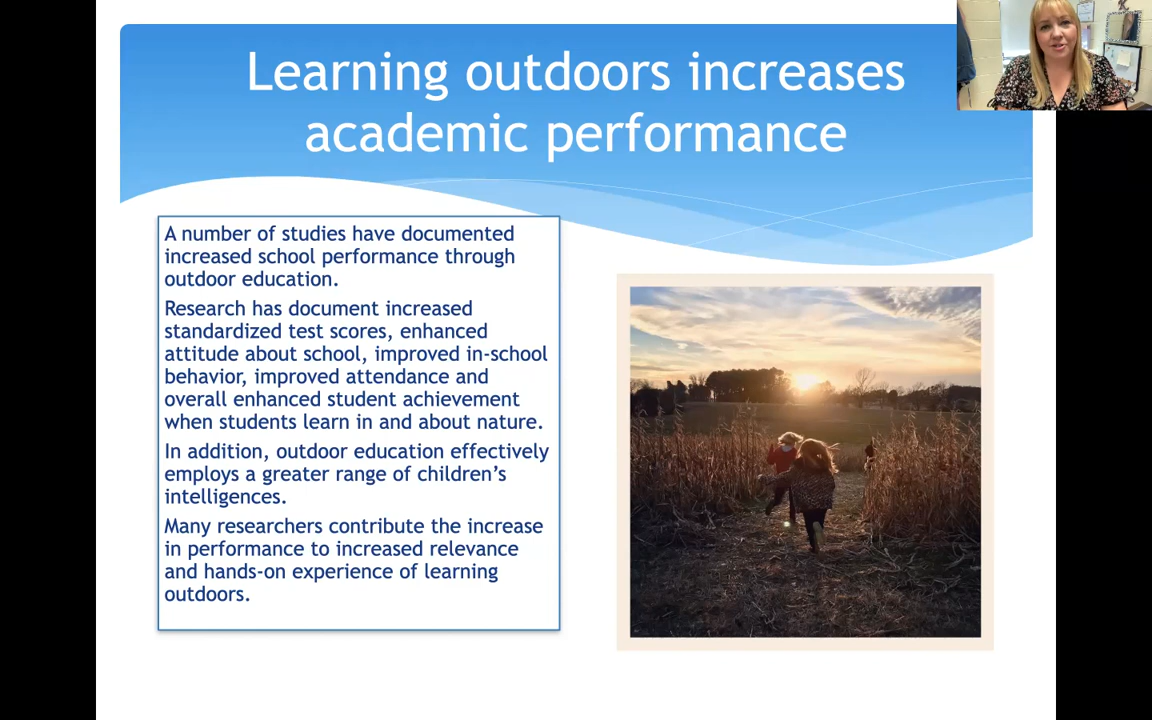 Learning outdoors increases
academic performance
A number of studies have documented
increased school performance through
outdoor education.
Research has document increased
standardized test scores, enhanced
attitude about school, improved in-school
behavior, improved attendance and
overall enhanced student achievement
when students learn in and about nature.
In addition, outdoor education effectively
employs a greater range of children’s
intelligences.
Many researchers contribute the increase
in performance to increased relevance
and hands-on experience of learning
outdoors.